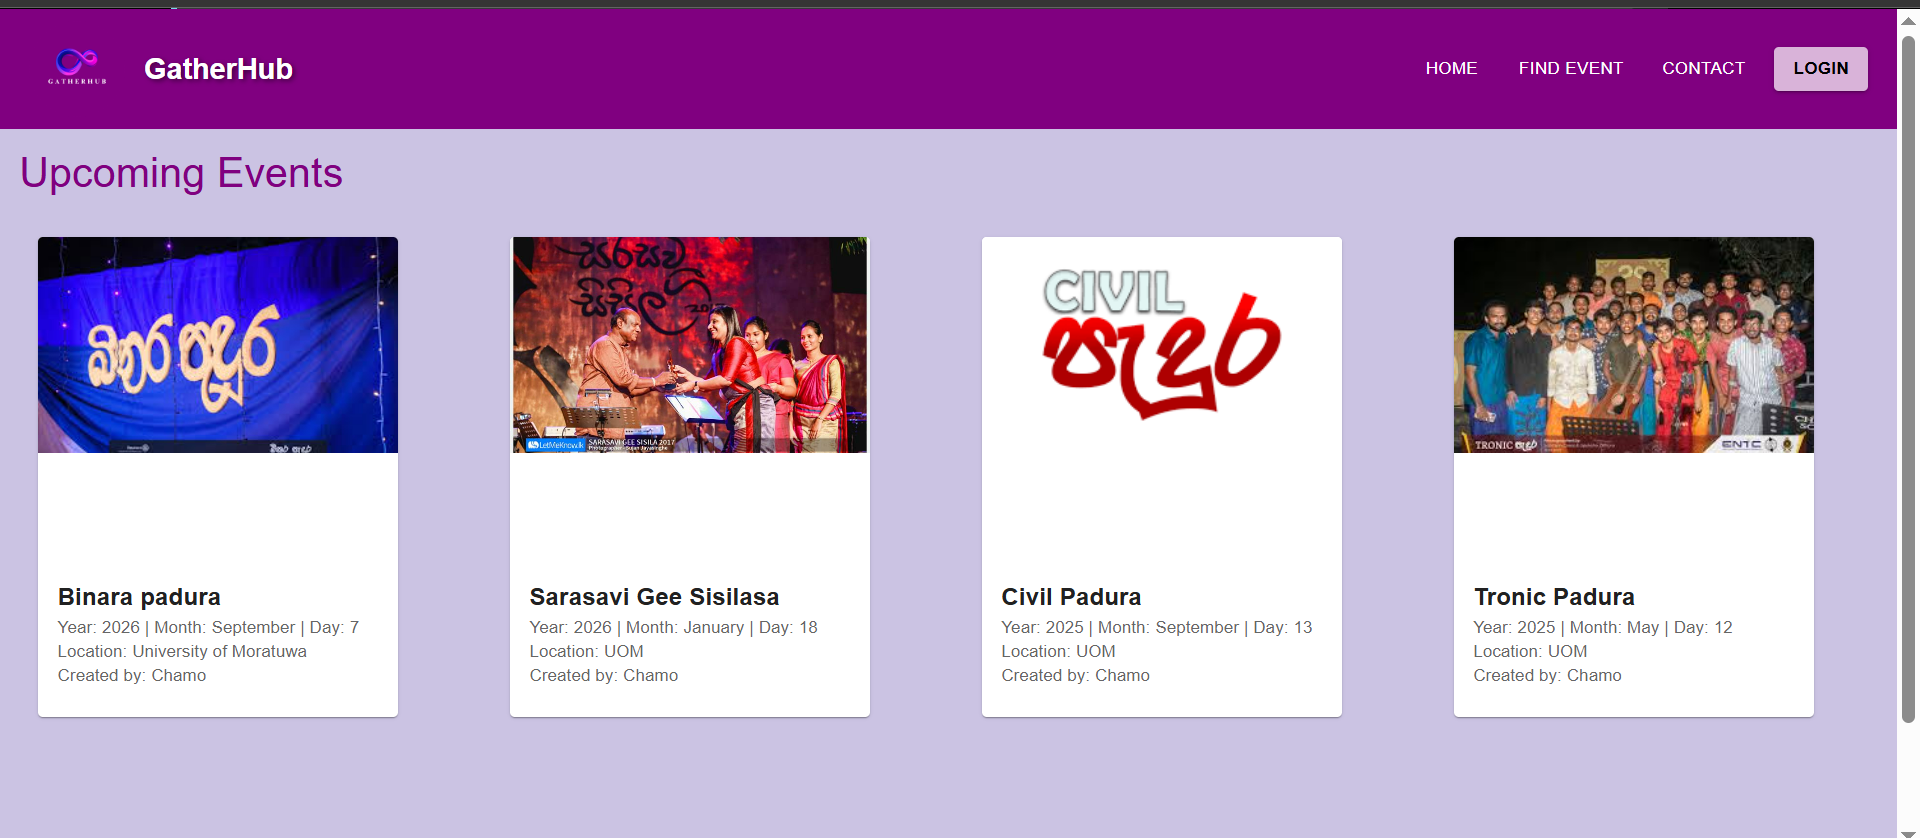 GATHERHUB
GatherHub
HOME
FIND EVENT
CONTACT
LOGIN
Upcoming Events
බිනර පැදුර
සරසවි
CIVIL
පැදුර
LetMeKnow.lk
SARASAVI GEE SISILA 2017
TRONIC පැදුර
ENTC
Binara padura
Year: 2026 | Month: September | Day: 7
Location: University of Moratuwa
Created by: Chamo
Sarasavi Gee Sisilasa
Year: 2026 | Month: January | Day: 18
Location: UOM
Created by: Chamo
Civil Padura
Year: 2025 | Month: September | Day: 13
Location: UOM
Created by: Chamo
Tronic Padura
Year: 2025 | Month: May | Day: 12
Location: UOM
Created by: Chamo